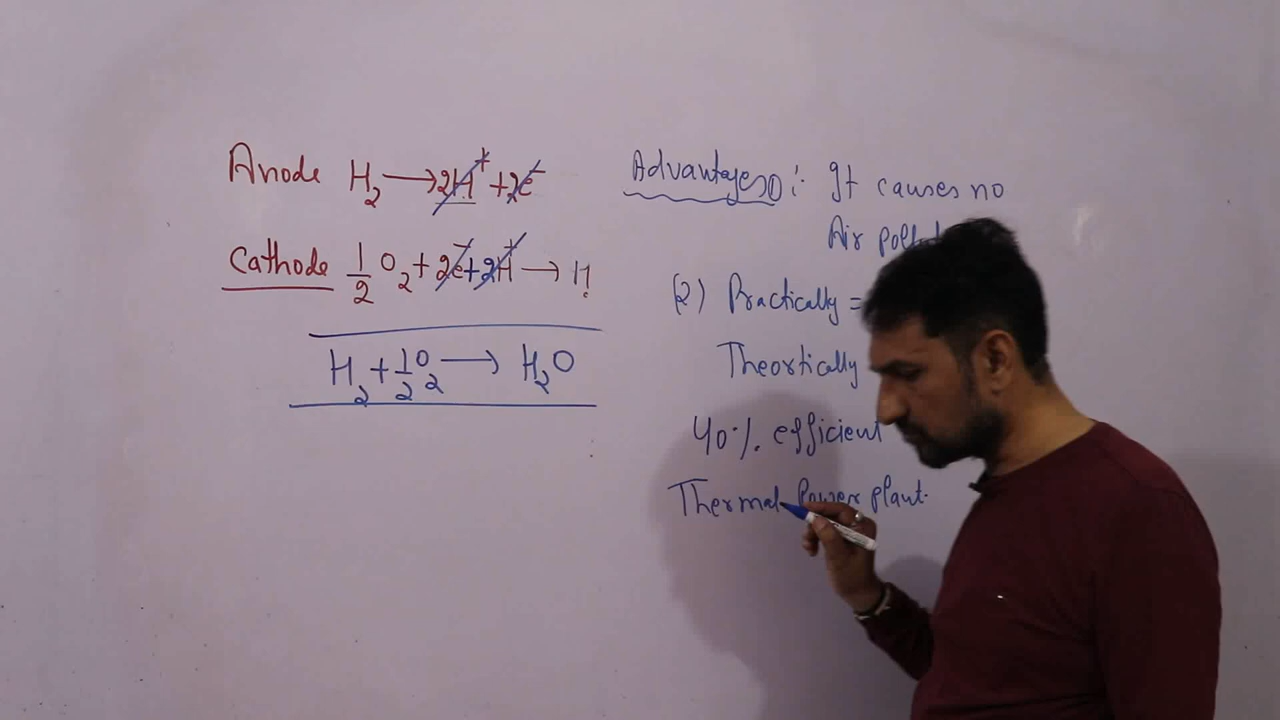 Anode H₂ → 2H⁺ + 2e⁻
Cathode 1/2 O₂ + 2e⁻ + 2H⁺ → H
H₂ + 1/2 O₂ → H₂O
Advantages ① :- It causes no
Air
(2) Practically =
Theortically
40% efficient
Thermal Power plant.